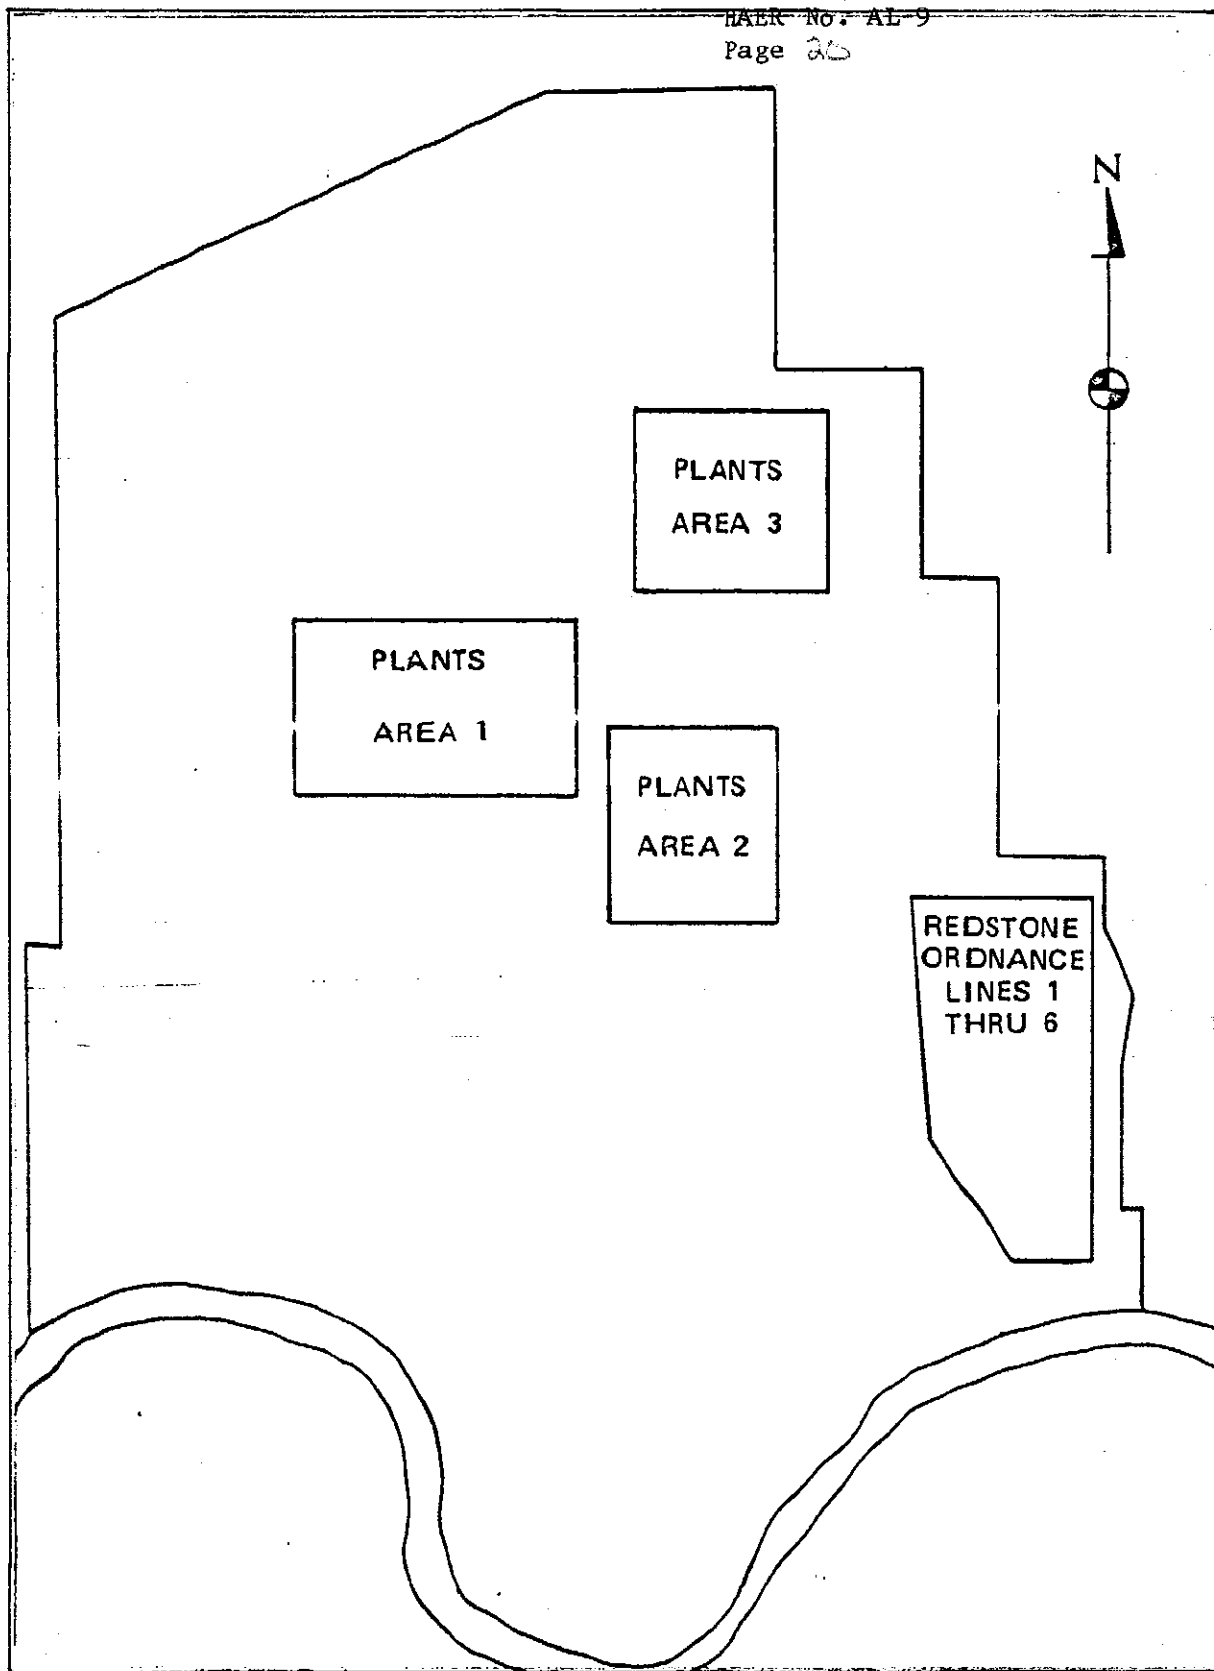 HAER No. AL-9
Page
N
PLANTS
AREA 3
PLANTS
AREA 1
PLANTS
AREA 2
REDSTONE
ORDNANCE
LINES 1
THRU 6